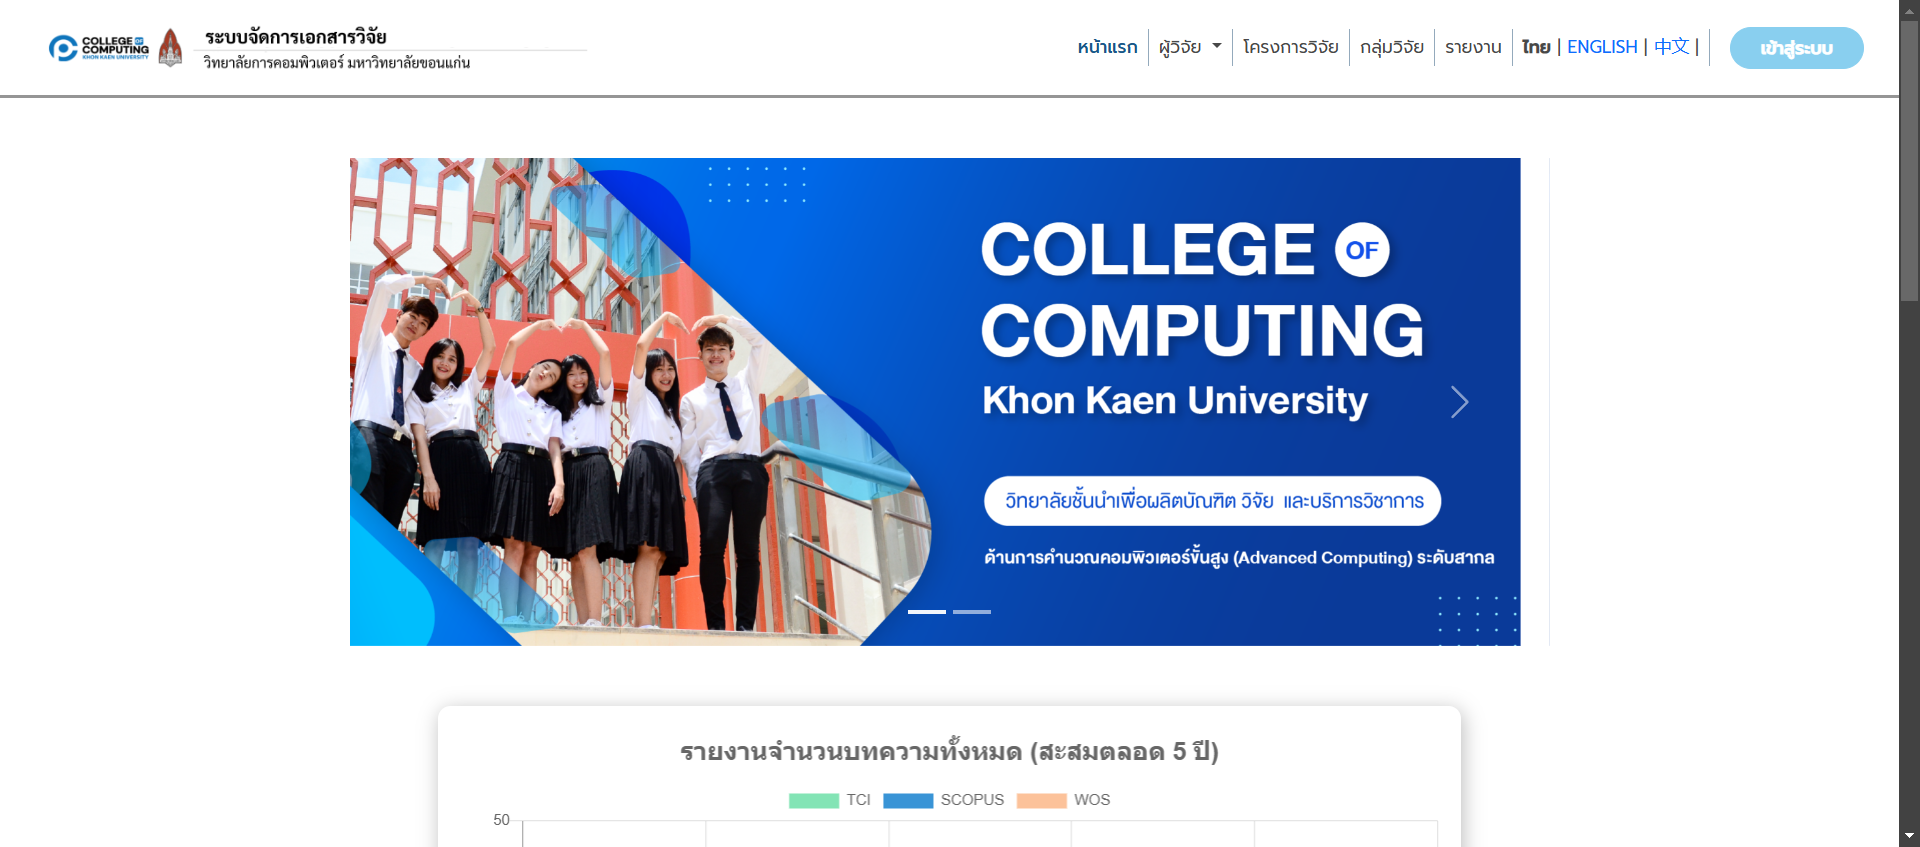 COLLEGE OF
COMPUTING
KHON KAEN UNIVERSITY
ระบบจัดการเอกสารวิจัย
วิทยาลัยการคอมพิวเตอร์ มหาวิทยาลัยขอนแก่น
หน้าแรก ผู้วิจัย โครงการวิจัย กลุ่มวิจัย รายงาน ไทย | ENGLISH | 中文 | เข้าสู่ระบบ
COLLEGE OF
COMPUTING
Khon Kaen University
วิทยาลัยชั้นนำเพื่อผลิตบัณฑิต วิจัย และบริการวิชาการ
ด้านการคำนวณคอมพิวเตอร์ขั้นสูง (Advanced Computing) ระดับสากล
รายงานจำนวนบทความทั้งหมด (สะสมตลอด 5 ปี)
TCI SCOPUS WOS
50